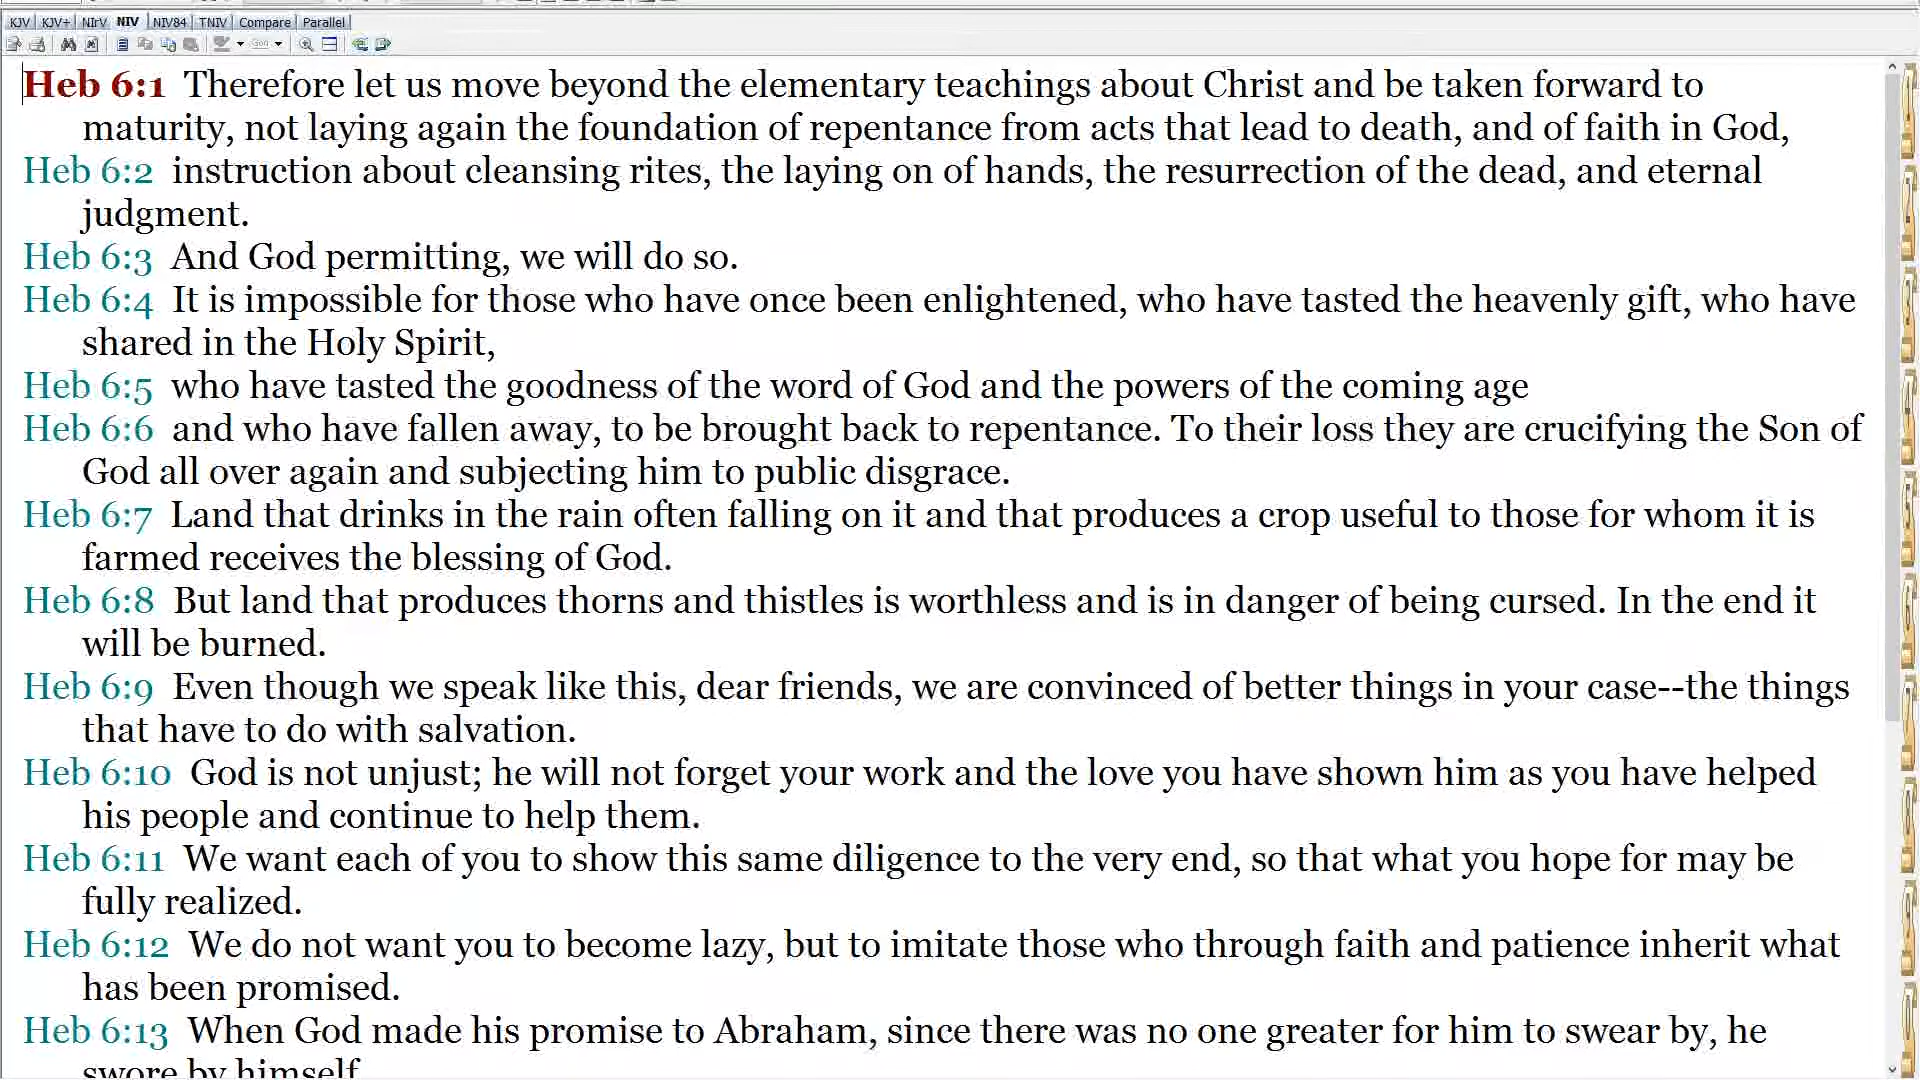 KJV KJV+ NIrV NIV NIV84 TNIV Compare Parallel
Heb 6:1 Therefore let us move beyond the elementary teachings about Christ and be taken forward to
maturity, not laying again the foundation of repentance from acts that lead to death, and of faith in God,
Heb 6:2 instruction about cleansing rites, the laying on of hands, the resurrection of the dead, and eternal
judgment.
Heb 6:3 And God permitting, we will do so.
Heb 6:4 It is impossible for those who have once been enlightened, who have tasted the heavenly gift, who have
shared in the Holy Spirit,
Heb 6:5 who have tasted the goodness of the word of God and the powers of the coming age
Heb 6:6 and who have fallen away, to be brought back to repentance. To their loss they are crucifying the Son of
God all over again and subjecting him to public disgrace.
Heb 6:7 Land that drinks in the rain often falling on it and that produces a crop useful to those for whom it is
farmed receives the blessing of God.
Heb 6:8 But land that produces thorns and thistles is worthless and is in danger of being cursed. In the end it
will be burned.
Heb 6:9 Even though we speak like this, dear friends, we are convinced of better things in your case--the things
that have to do with salvation.
Heb 6:10 God is not unjust; he will not forget your work and the love you have shown him as you have helped
his people and continue to help them.
Heb 6:11 We want each of you to show this same diligence to the very end, so that what you hope for may be
fully realized.
Heb 6:12 We do not want you to become lazy, but to imitate those who through faith and patience inherit what
has been promised.
Heb 6:13 When God made his promise to Abraham, since there was no one greater for him to swear by, he
swore by himself